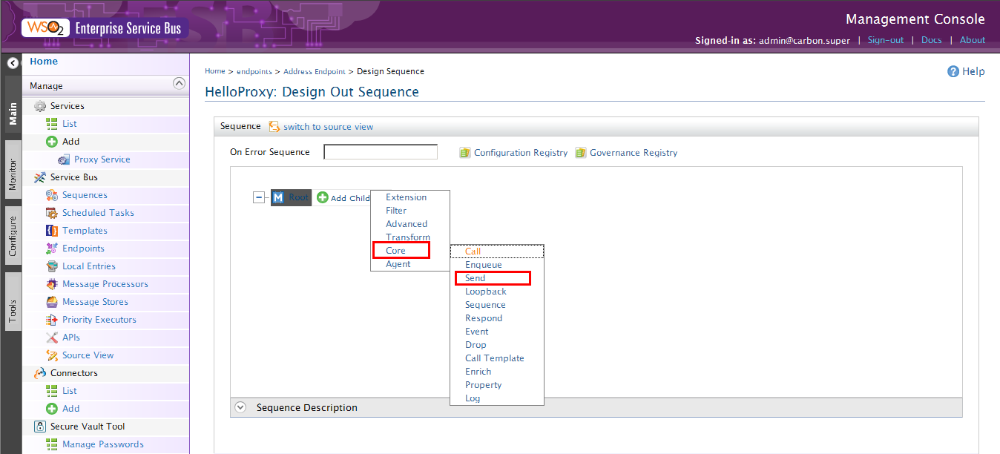 Management Console
WSO2 Enterprise Service Bus
Signed-in as: admin@carbon.super | Sign-out | Docs | About
Home
Manage
Services
List
Add
Proxy Service
Service Bus
Sequences
Scheduled Tasks
Templates
Endpoints
Local Entries
Message Processors
Message Stores
Priority Executors
APIs
Source View
Connectors
List
Add
Secure Vault Tool
Manage Passwords
Main
Monitor
Configure
Tools
Home > endpoints > Address Endpoint > Design Sequence
Help
HelloProxy: Design Out Sequence
Sequence switch to source view
On Error Sequence Configuration Registry Governance Registry
Root Add Child
Extension
Filter
Advanced
Transform
Core
Agent
Call
Enqueue
Send
Loopback
Sequence
Respond
Event
Drop
Call Template
Enrich
Property
Log
Sequence Description